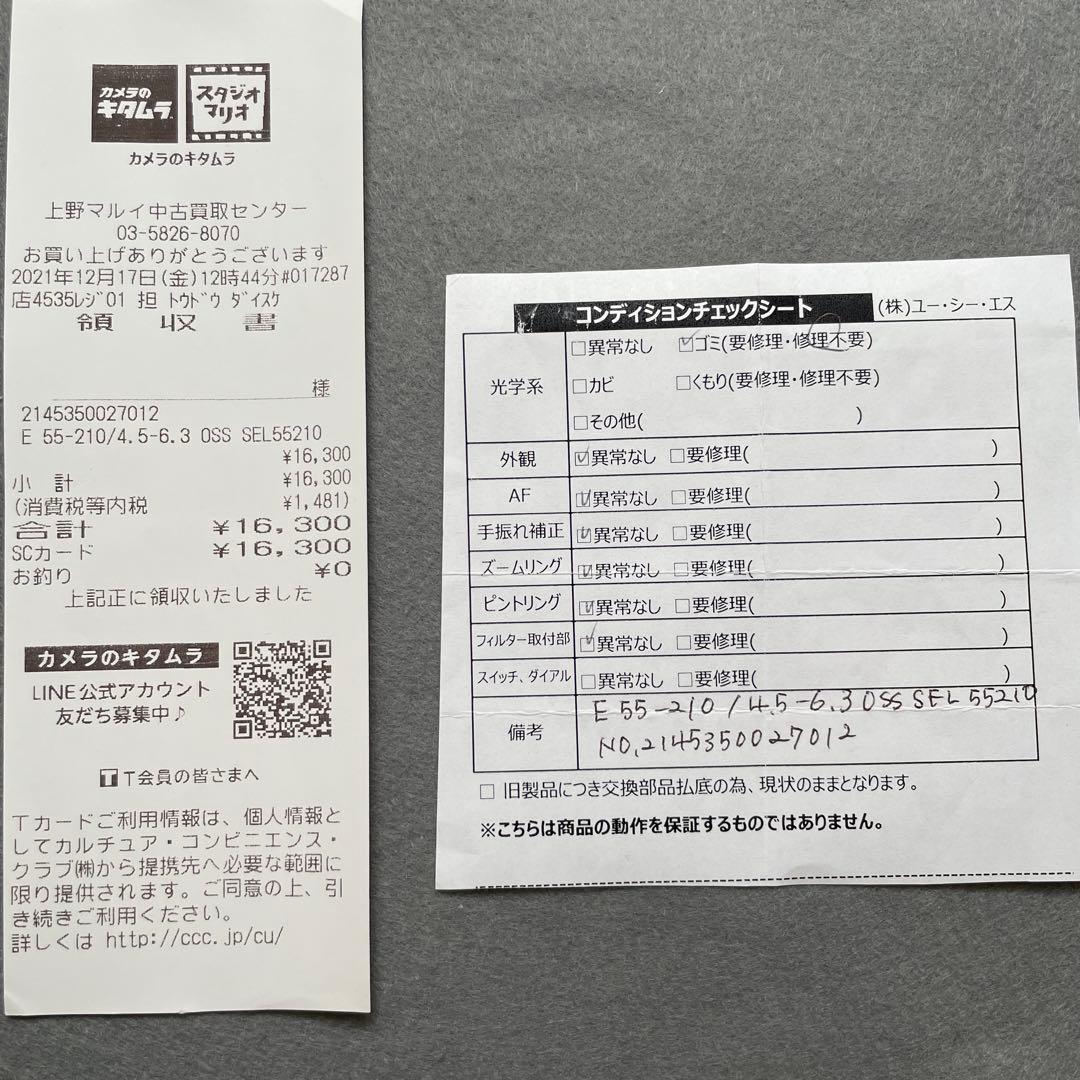 カメラの
キタムラ
スタジオ
マリオ
カメラのキタムラ
上野マルイ中古買取センター
03-5826-8070
お買い上げありがとうございます
2021年12月17日(金)12時44分#017287
店4535レジ01 担 トウドウ ダイスケ
領 収 書
様
2145350027012
E 55-210/4.5-6.3 OSS SEL55210
¥16,300
小 計 ¥16,300
(消費税等内税 ¥1,481)
合計 ¥16,300
SCカード ¥16,300
お釣り ¥0
上記正に領収いたしました
カメラのキタムラ
LINE公式アカウント
友だち募集中♪
T T会員の皆さまへ
Tカードご利用情報は、個人情報と
してカルチュア・コンビニエンス・
クラブ㈱から提携先へ必要な範囲に
限り提供されます。ご同意の上、引
き続きご利用ください。
詳しくは http://ccc.jp/cu/
コンディションチェックシート (株)ユー・シー・エス
光学系 □異常なし ☑ゴミ(要修理・修理不要)
□カビ □くもり(要修理・修理不要)
□その他( )
外観 ☑異常なし □要修理( )
AF ☑異常なし □要修理( )
手振れ補正 ☑異常なし □要修理( )
ズームリング ☑異常なし □要修理( )
ピントリング ☑異常なし □要修理( )
フィルター取付部 ☑異常なし □要修理( )
スイッチ、ダイアル □異常なし □要修理( )
備考 E 55-210/4.5-6.3 OSS SEL55210
NO,2145350027012
□ 旧製品につき交換部品払底の為、現状のままとなります。
※こちらは商品の動作を保証するものではありません。